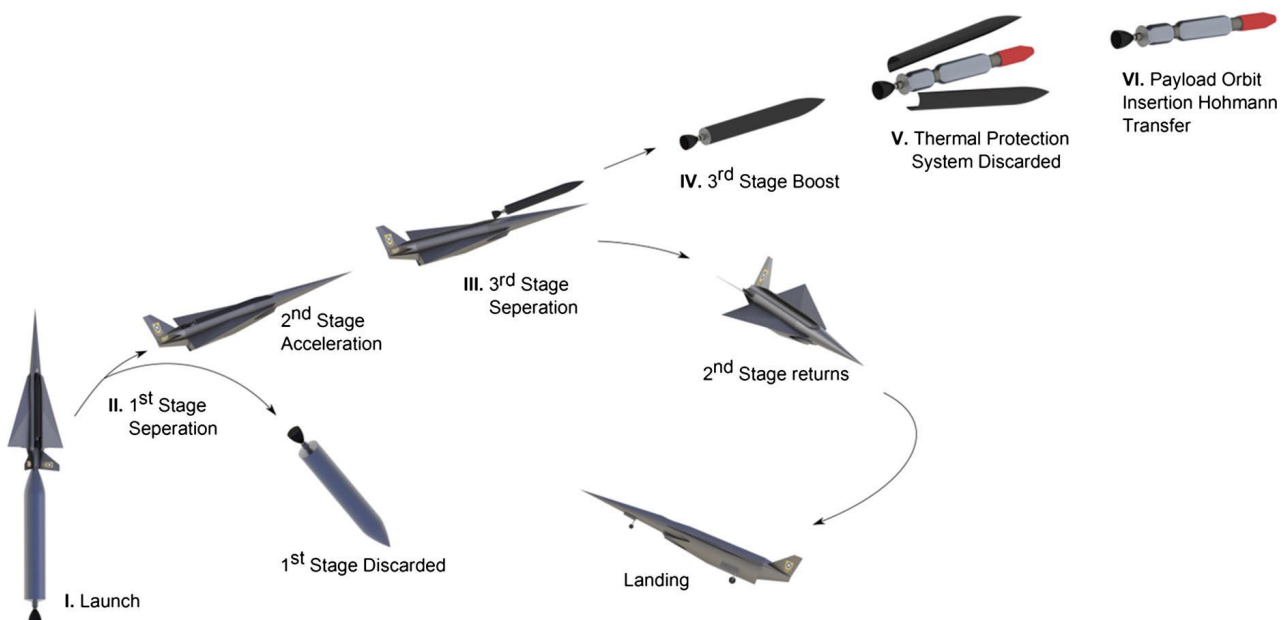 I. Launch
II. 1st Stage
Seperation
1st Stage Discarded
2nd Stage
Acceleration
III. 3rd Stage
Seperation
IV. 3rd Stage Boost
V. Thermal Protection
System Discarded
VI. Payload Orbit
Insertion Hohmann
Transfer
2nd Stage returns
Landing